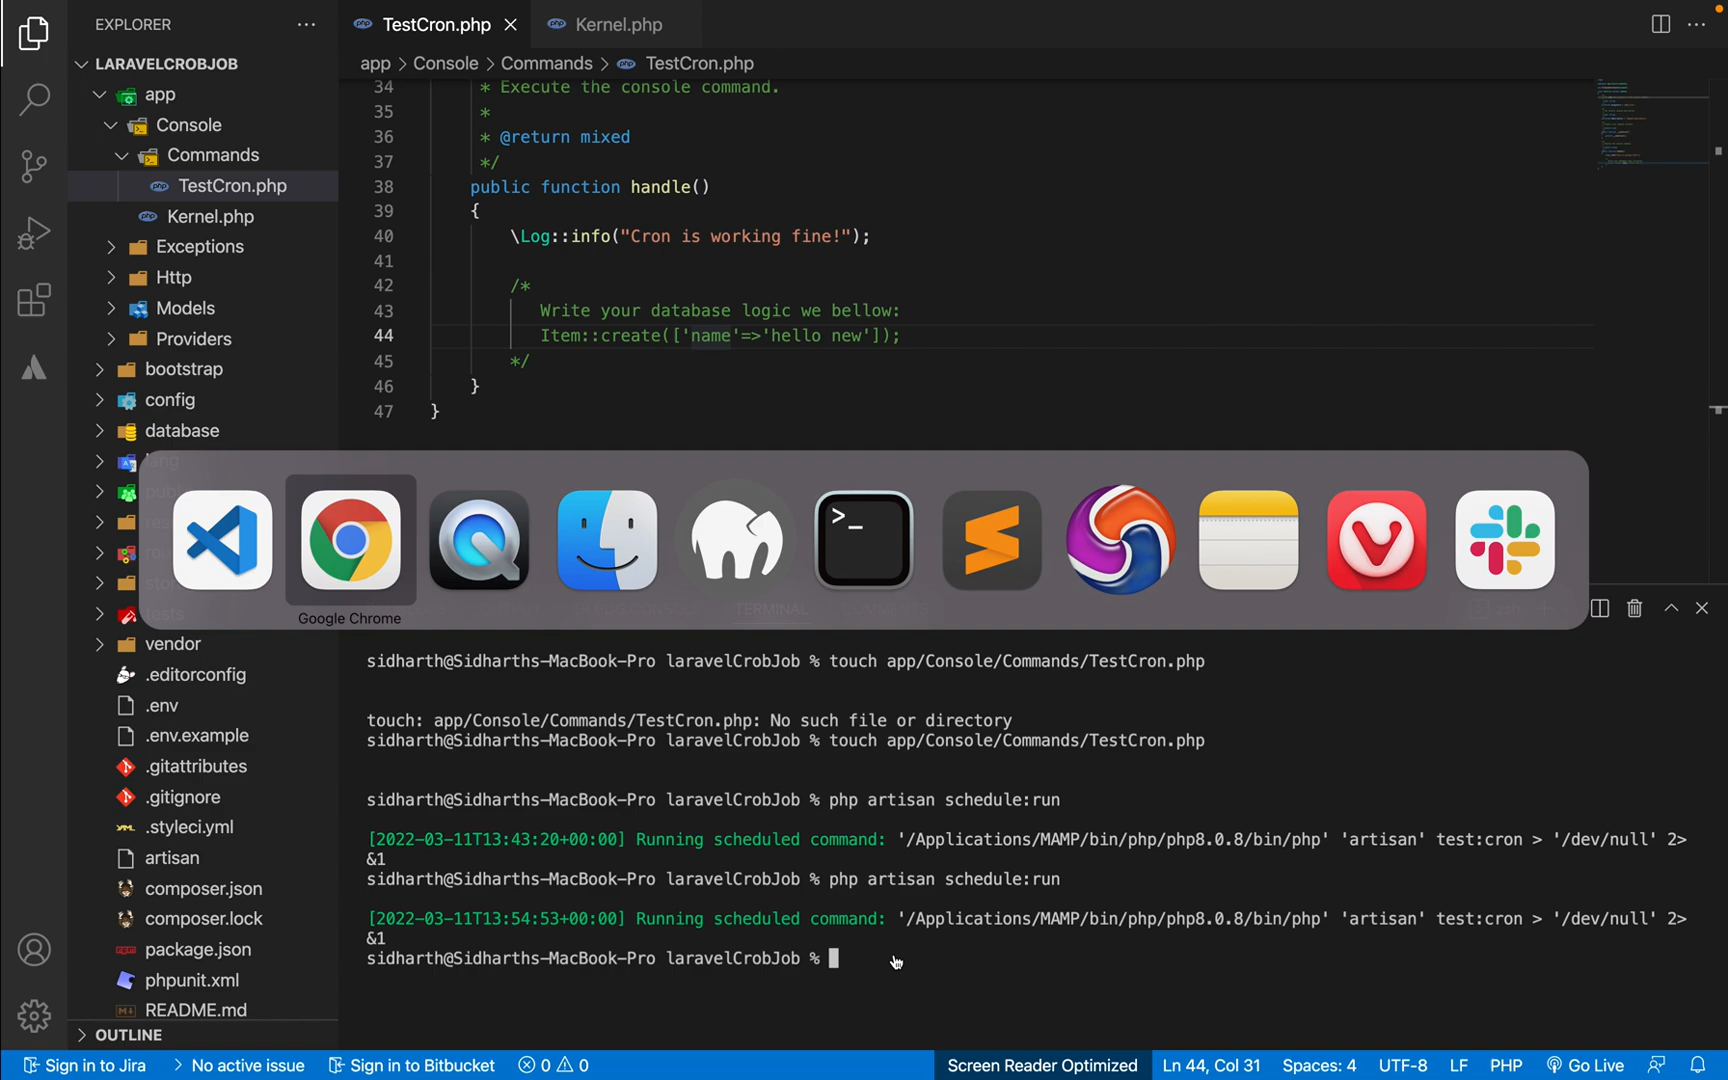 EXPLORER
LARAVELCROBJOB
app
Console
Commands
TestCron.php
Kernel.php
Exceptions
Http
Models
Providers
bootstrap
config
database
vendor
.editorconfig
.env
.env.example
.gitattributes
.gitignore
.styleci.yml
artisan
composer.json
composer.lock
package.json
phpunit.xml
README.md
OUTLINE
TestCron.php
Kernel.php
app > Console > Commands > TestCron.php
34 * Execute the console command.
35 *
36 * @return mixed
37 */
38 public function handle()
39 {
40 \Log::info("Cron is working fine!");
41
42 /*
43 Write your database logic we bellow:
44 Item::create(['name'=>'hello new']);
45 */
46 }
47 }
Google Chrome
TERMINAL
sidharth@Sidharths-MacBook-Pro laravelCrobJob % touch app/Console/Commands/TestCron.php
touch: app/Console/Commands/TestCron.php: No such file or directory
sidharth@Sidharths-MacBook-Pro laravelCrobJob % touch app/Console/Commands/TestCron.php
sidharth@Sidharths-MacBook-Pro laravelCrobJob % php artisan schedule:run
[2022-03-11T13:43:20+00:00] Running scheduled command: '/Applications/MAMP/bin/php/php8.0.8/bin/php' 'artisan' test:cron > '/dev/null' 2>
&1
sidharth@Sidharths-MacBook-Pro laravelCrobJob % php artisan schedule:run
[2022-03-11T13:54:53+00:00] Running scheduled command: '/Applications/MAMP/bin/php/php8.0.8/bin/php' 'artisan' test:cron > '/dev/null' 2>
&1
sidharth@Sidharths-MacBook-Pro laravelCrobJob %
Sign in to Jira > No active issue Sign in to Bitbucket 0 0 Screen Reader Optimized Ln 44, Col 31 Spaces: 4 UTF-8 LF PHP Go Live